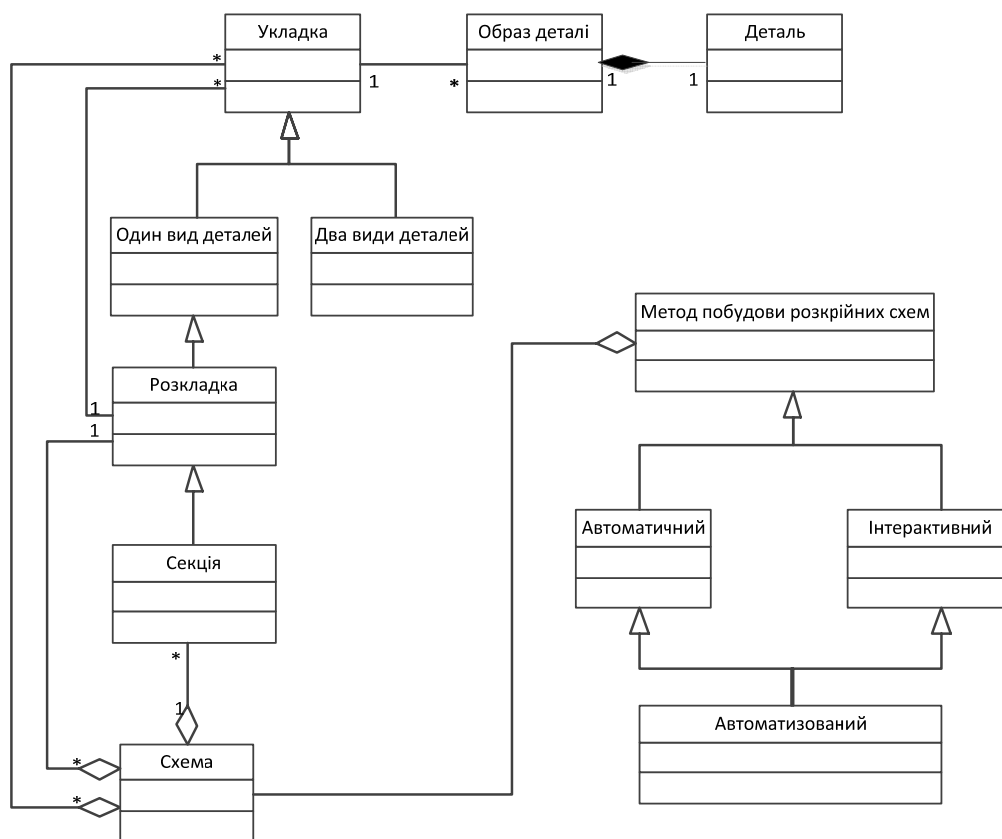 Укладка
Образ деталі
Деталь
*
*
1
*
1
1
Один вид деталей
Два види деталей
Метод побудови розкрійних схем
Розкладка
1
1
Автоматичний
Інтерактивний
Секція
*
1
Автоматизований
Схема
*
*